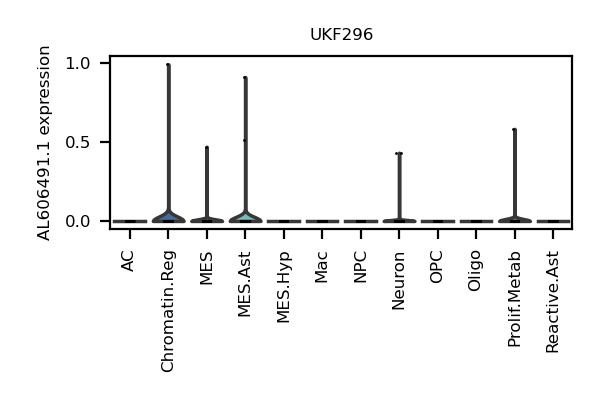 UKF296
AL606491.1 expression
1.0
0.5
0.0
AC
Chromatin.Reg
MES
MES.Ast
MES.Hyp
Mac
NPC
Neuron
OPC
Oligo
Prolif.Metab
Reactive.Ast